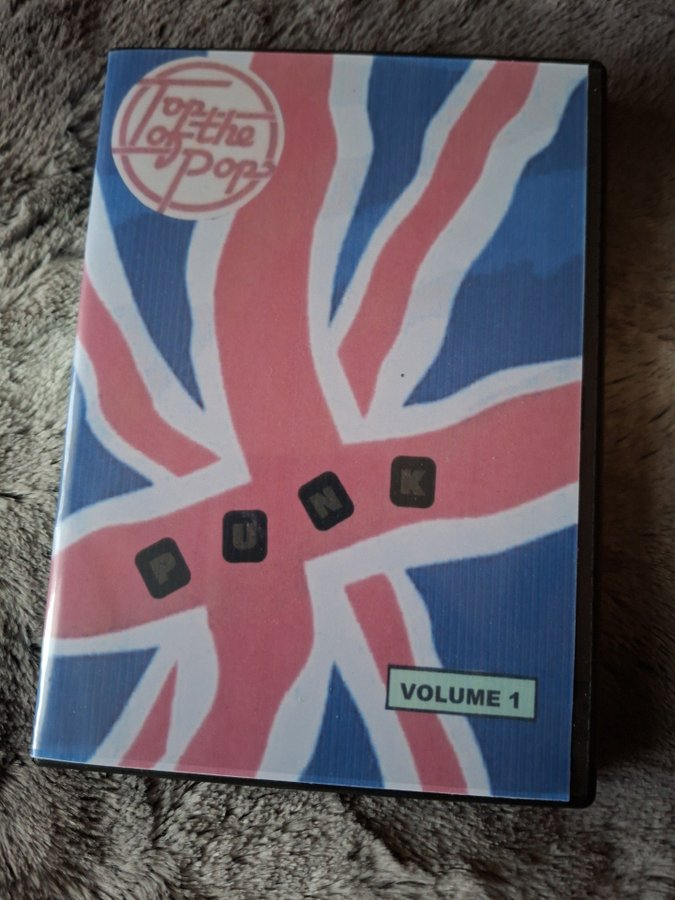 Top
of the
Pops
PUNK
VOLUME 1